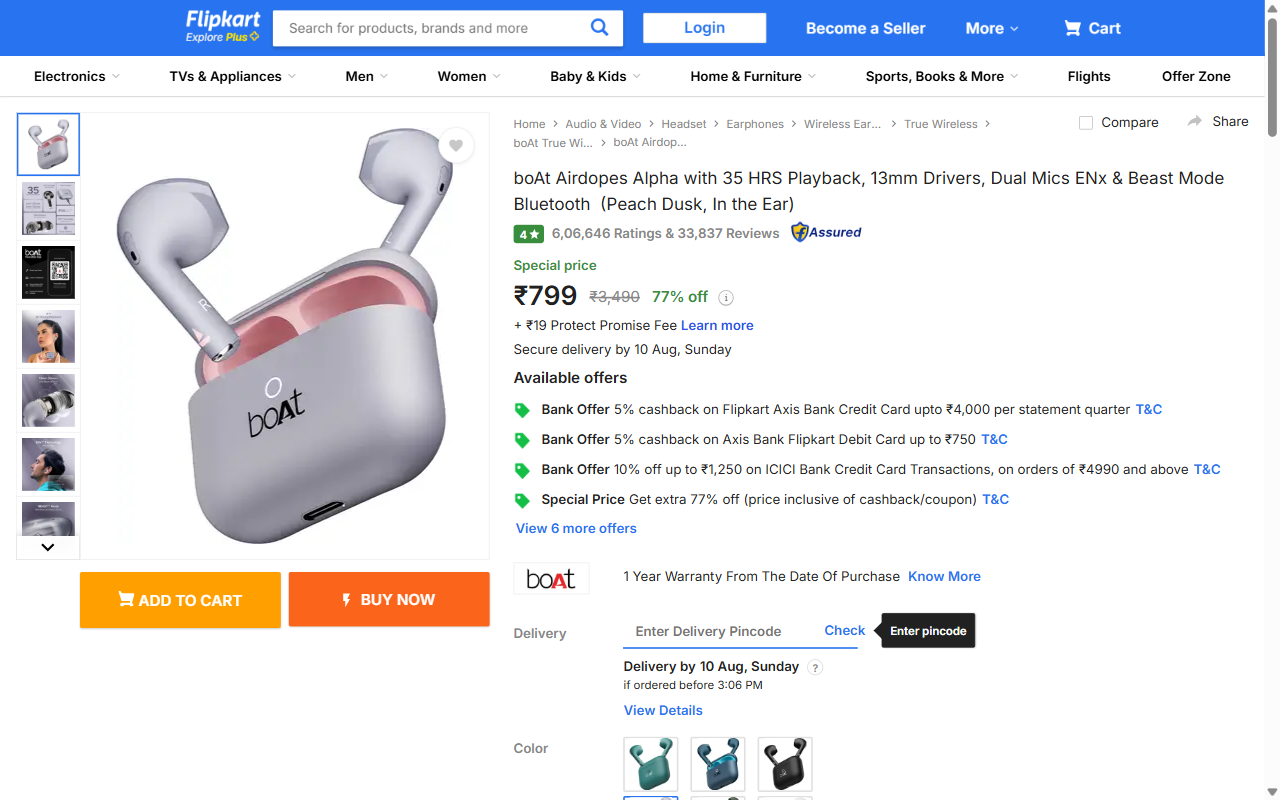 Flipkart
Explore Plus
Search for products, brands and more
Login
Become a Seller
More
Cart
Electronics
TVs & Appliances
Men
Women
Baby & Kids
Home & Furniture
Sports, Books & More
Flights
Offer Zone
Home
Audio & Video
Headset
Earphones
Wireless Ear...
True Wireless
boAt True Wi...
boAt Airdop...
Compare
Share
boAt Airdopes Alpha with 35 HRS Playback, 13mm Drivers, Dual Mics ENx & Beast Mode
Bluetooth  (Peach Dusk, In the Ear)
4 ★ 6,06,646 Ratings & 33,837 Reviews
Assured
Special price
₹799 ₹3,490 77% off i
+ ₹19 Protect Promise Fee Learn more
Secure delivery by 10 Aug, Sunday
Available offers
Bank Offer 5% cashback on Flipkart Axis Bank Credit Card upto ₹4,000 per statement quarter T&C
Bank Offer 5% cashback on Axis Bank Flipkart Debit Card up to ₹750 T&C
Bank Offer 10% off up to ₹1,250 on ICICI Bank Credit Card Transactions, on orders of ₹4990 and above T&C
Special Price Get extra 77% off (price inclusive of cashback/coupon) T&C
View 6 more offers
R
L
boAt
35
boAt
ADD TO CART
BUY NOW
boAt
1 Year Warranty From The Date Of Purchase Know More
Delivery
Enter Delivery Pincode
Check
Enter pincode
Delivery by 10 Aug, Sunday ?
if ordered before 3:06 PM
View Details
Color